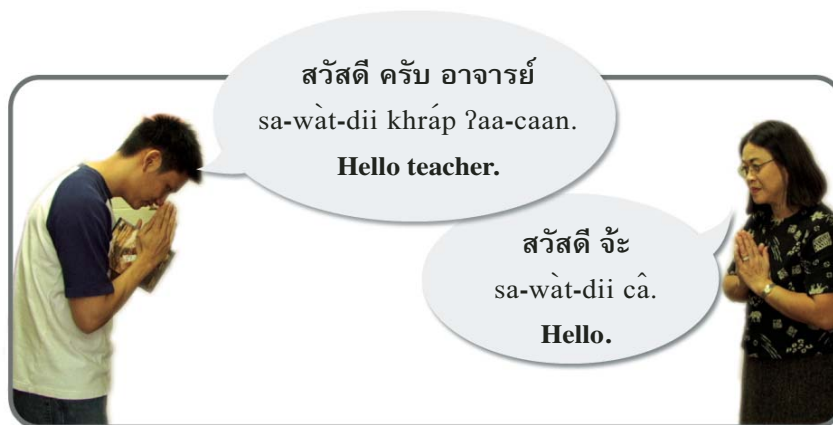 สวัสดี ครับ อาจารย์
sa-wàt-dii khráp ʔaa-caan.
Hello teacher.
สวัสดี จ้ะ
sa-wàt-dii câ.
Hello.